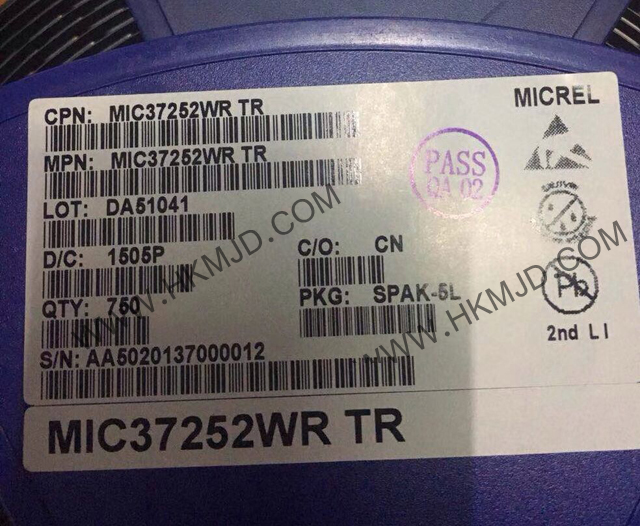 CPN: MIC37252WR TR
MICREL
MPN: MIC37252WR TR
PASS
QA 02
LOT: DA51041
D/C: 1505P
C/O: CN
QTY: 750
PKG: SPAK-5L
Pb
2nd LI
S/N: AA5020137000012
MIC37252WR TR
WWW.HKMJD.COM
WWW.HKMJD.COM